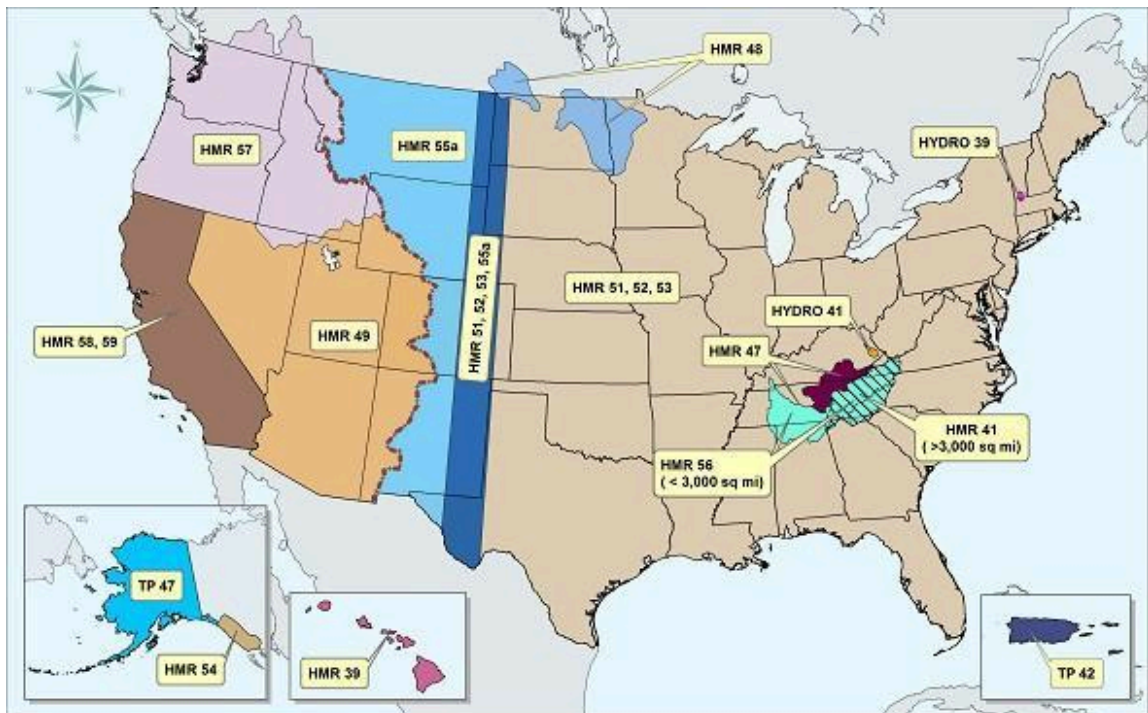 N
W
E
S
HMR 48
HMR 57
HMR 55a
HYDRO 39
HMR 51, 52, 53, 55a
HMR 51, 52, 53
HYDRO 41
HMR 58, 59
HMR 49
HMR 47
HMR 41
( >3,000 sq mi)
HMR 56
( < 3,000 sq mi)
TP 47
HMR 54
HMR 39
TP 42